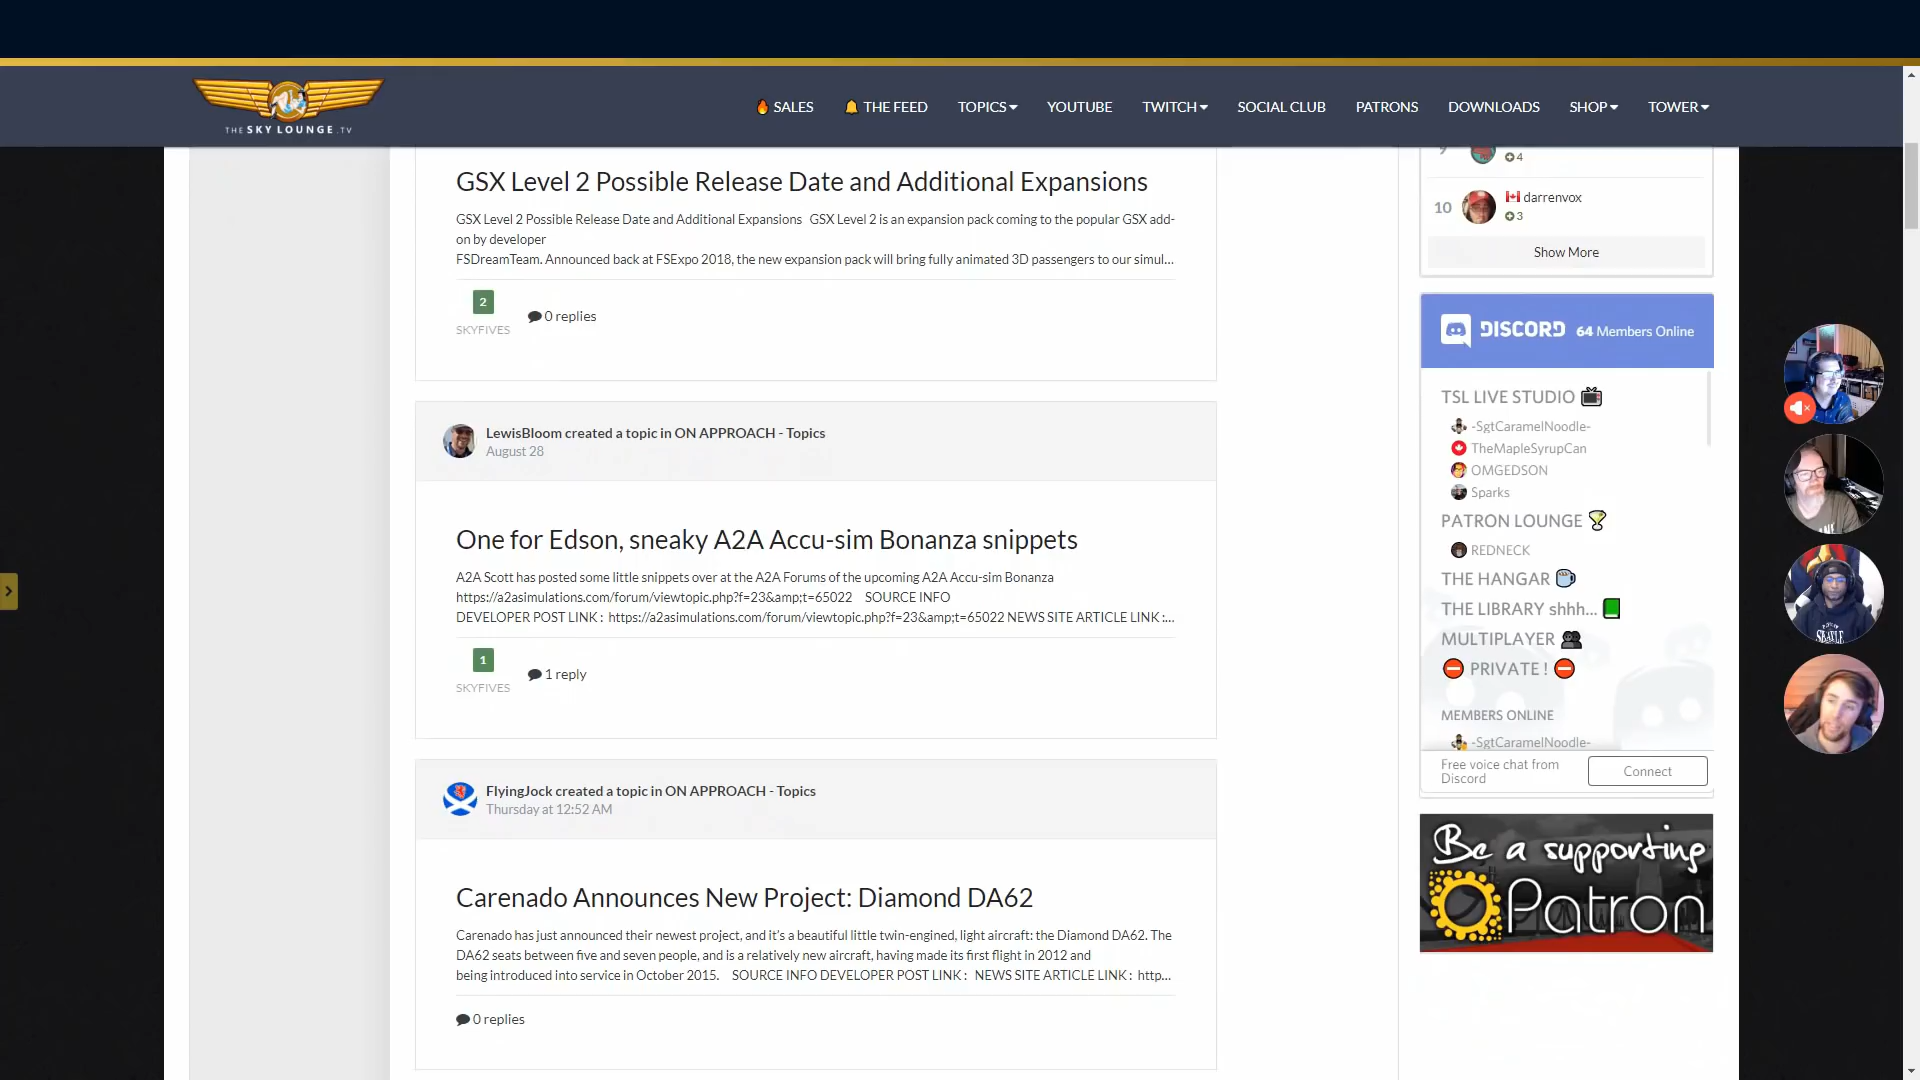 THE SKY LOUNGE .TV
SALES
THE FEED
TOPICS
YOUTUBE
TWITCH
SOCIAL CLUB
PATRONS
DOWNLOADS
SHOP
TOWER
GSX Level 2 Possible Release Date and Additional Expansions
GSX Level 2 Possible Release Date and Additional Expansions GSX Level 2 is an expansion pack coming to the popular GSX add-
on by developer
FSDreamTeam. Announced back at FSExpo 2018, the new expansion pack will bring fully animated 3D passengers to our simul...
2
SKYFIVES
0 replies
LewisBloom created a topic in ON APPROACH - Topics
August 28
One for Edson, sneaky A2A Accu-sim Bonanza snippets
A2A Scott has posted some little snippets over at the A2A Forums of the upcoming A2A Accu-sim Bonanza
https://a2asimulations.com/forum/viewtopic.php?f=23&amp;t=65022 SOURCE INFO
DEVELOPER POST LINK : https://a2asimulations.com/forum/viewtopic.php?f=23&amp;t=65022 NEWS SITE ARTICLE LINK :...
1
SKYFIVES
1 reply
FlyingJock created a topic in ON APPROACH - Topics
Thursday at 12:52 AM
Carenado Announces New Project: Diamond DA62
Carenado has just announced their newest project, and it's a beautiful little twin-engined, light aircraft: the Diamond DA62. The
DA62 seats between five and seven people, and is a relatively new aircraft, having made its first flight in 2012 and
being introduced into service in October 2015. SOURCE INFO DEVELOPER POST LINK : NEWS SITE ARTICLE LINK : http...
0 replies
9
4
10
darrenvox
3
Show More
DISCORD 64 Members Online
TSL LIVE STUDIO
-SgtCaramelNoodle-
TheMapleSyrupCan
OMGEDSON
Sparks
PATRON LOUNGE
REDNECK
THE HANGAR
THE LIBRARY shhh...
MULTIPLAYER
PRIVATE !
MEMBERS ONLINE
-SgtCaramelNoodle-
Free voice chat from
Discord
Connect
Be a supporting
Patron